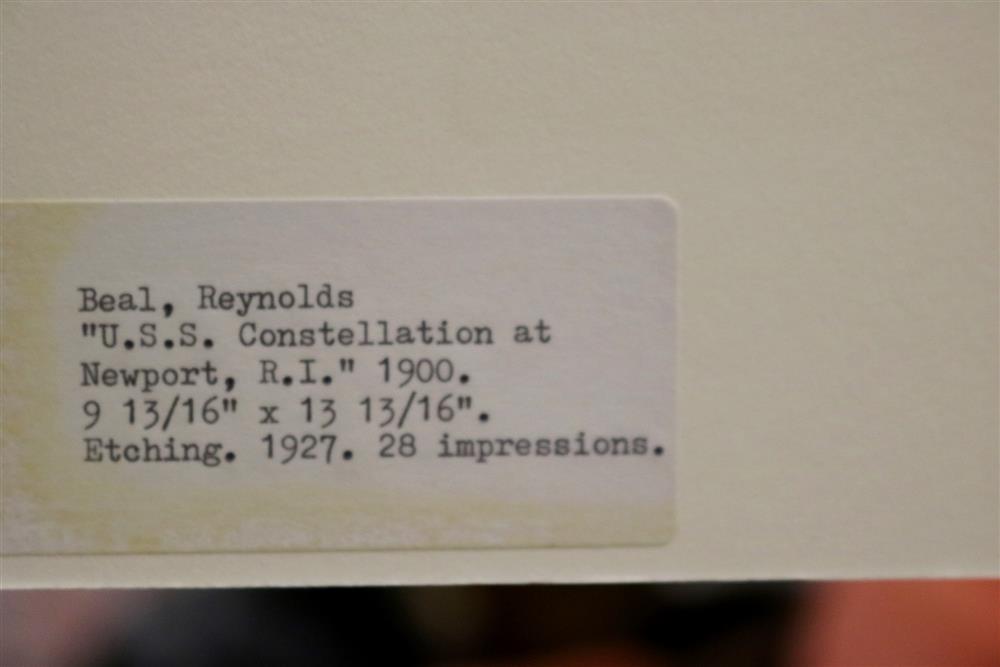 Beal, Reynolds
"U.S.S. Constellation at
Newport, R.I." 1900.
9 13/16" x 13 13/16".
Etching. 1927. 28 impressions.